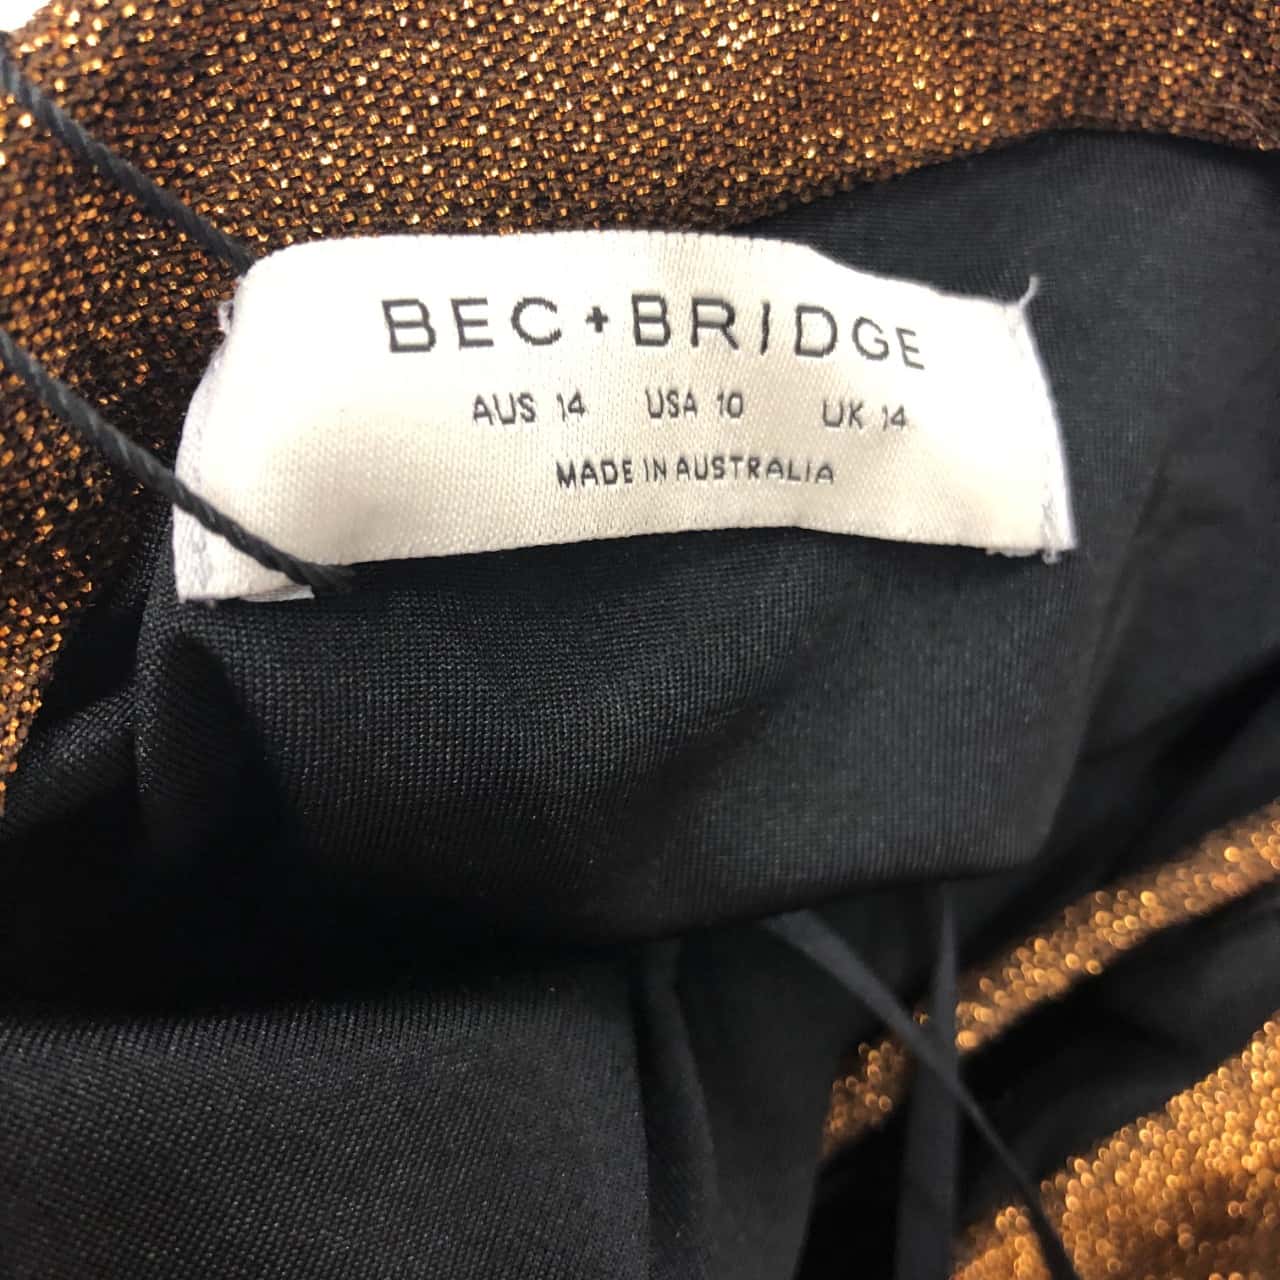 BEC+BRIDGE
AUS 14 USA 10 UK 14
MADE IN AUSTRALIA